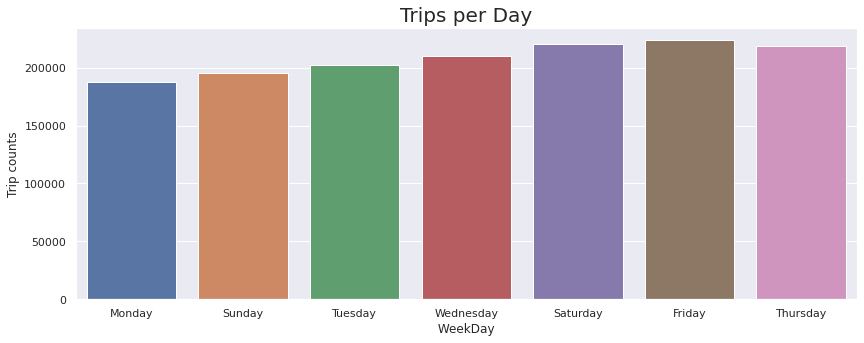 Trips per Day
Trip counts
200000
150000
100000
50000
0
Monday Sunday Tuesday Wednesday Saturday Friday Thursday
WeekDay